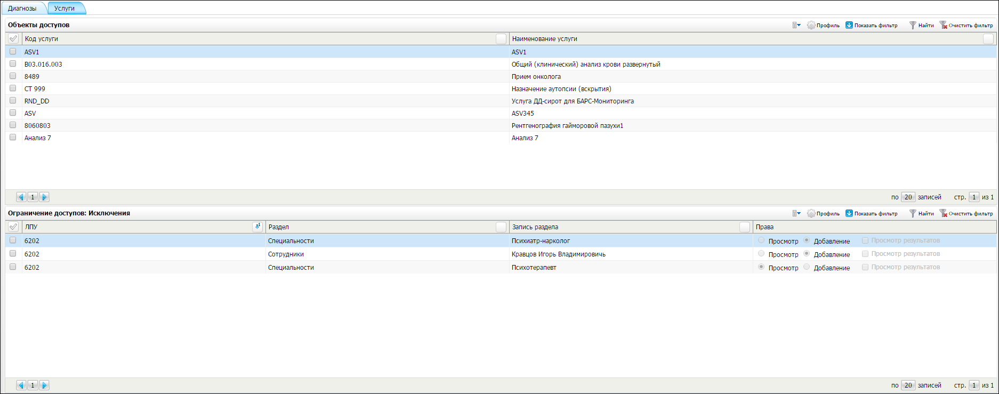 Диагнозы Услуги
Объекты доступов Профиль Показать фильтр Найти Очистить фильтр
Код услуги Наименование услуги
ASV1 ASV1
B03.016.003 Общий (клинический) анализ крови развернутый
8489 Прием онколога
СТ 999 Назначение аутопсии (вскрытия)
RND_DD Услуга ДД-сирот для БАРС-Мониторинга
ASV ASV345
8060803 Рентгенография гайморовой пазухи1
Анализ 7 Анализ 7
1 по 20 записей стр. 1 из 1
Ограничение доступов: Исключения Профиль Показать фильтр Найти Очистить фильтр
ЛПУ 1 Раздел Запись раздела Права
6202 Специальности Психиатр-нарколог Просмотр Добавление Просмотр результатов
6202 Сотрудники Кравцов Игорь Владимировичь Просмотр Добавление Просмотр результатов
6202 Специальности Психотерапевт Просмотр Добавление Просмотр результатов
1 по 20 записей стр. 1 из 1